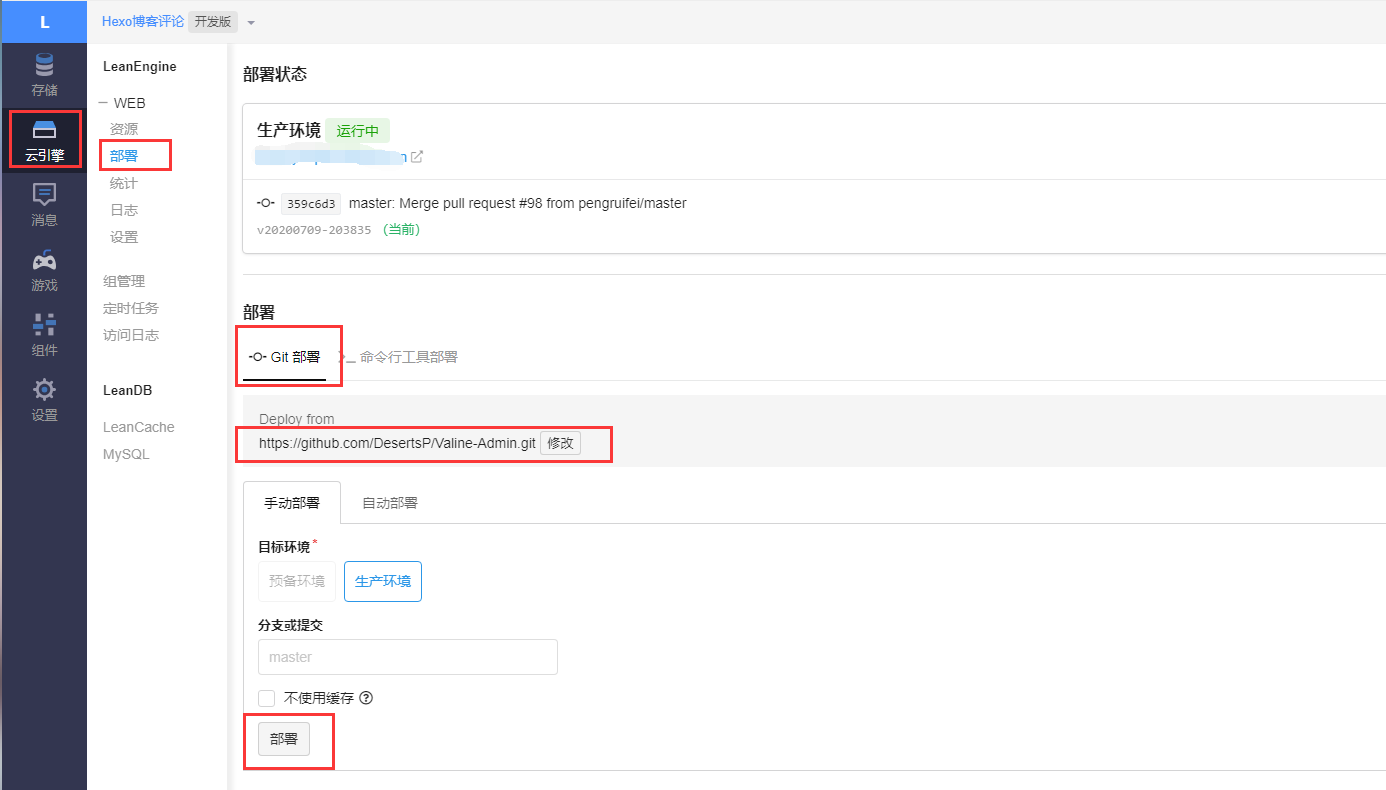 L
Hexo博客评论 开发版
存储
云引擎
消息
游戏
组件
设置
LeanEngine
WEB
资源
部署
统计
日志
设置
组管理
定时任务
访问日志
LeanDB
LeanCache
MySQL
部署状态
生产环境 运行中
359c6d3 master: Merge pull request #98 from pengruifei/master
v20200709-203835 (当前)
部署
Git 部署 命令行工具部署
Deploy from
https://github.com/DesertsP/Valine-Admin.git 修改
手动部署 自动部署
目标环境*
预备环境 生产环境
分支或提交
master
不使用缓存
部署